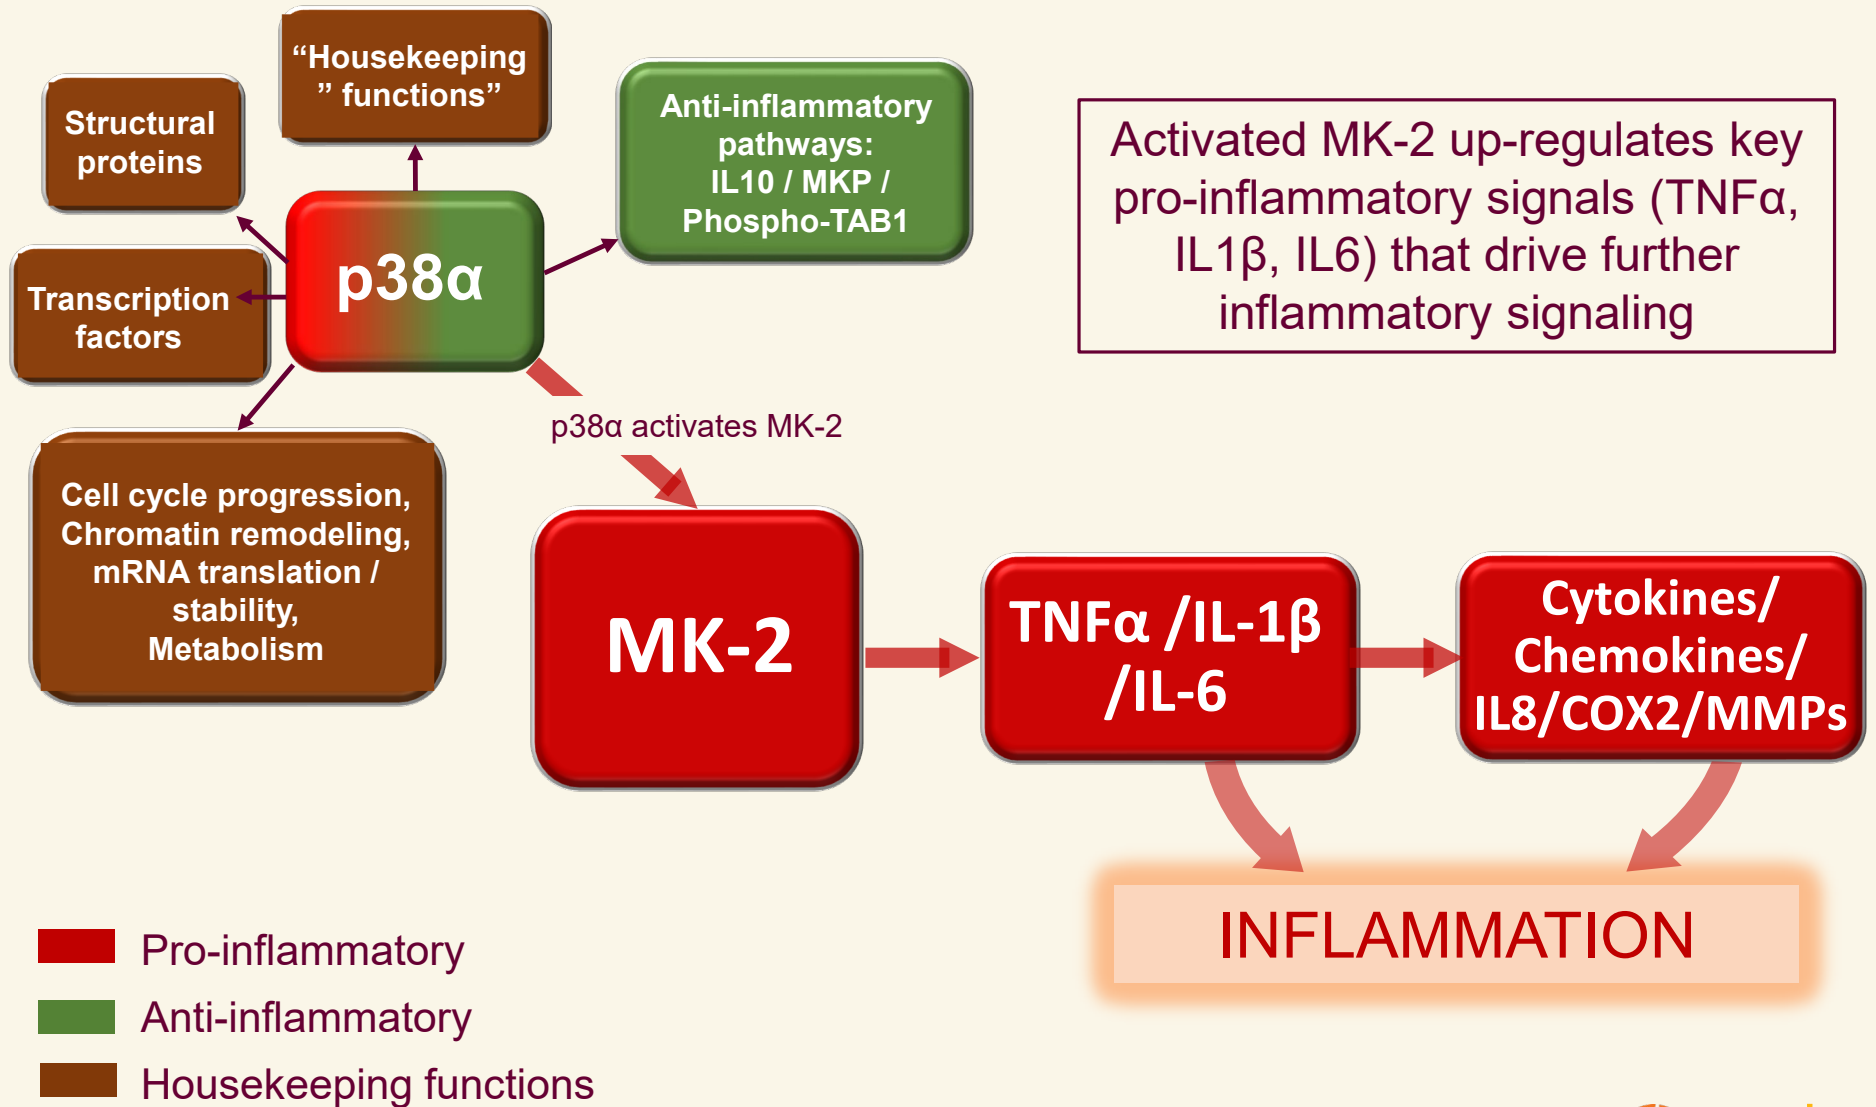 “Housekeeping
” functions”
Structural
proteins
Anti-inflammatory
pathways:
IL10 / MKP /
Phospho-TAB1
Activated MK-2 up-regulates key
pro-inflammatory signals (TNFα,
IL1β, IL6) that drive further
inflammatory signaling
p38α
Transcription
factors
p38α activates MK-2
Cell cycle progression,
Chromatin remodeling,
mRNA translation /
stability,
Metabolism
MK-2
TNFα /IL-1β
/IL-6
Cytokines/
Chemokines/
IL8/COX2/MMPs
INFLAMMATION
Pro-inflammatory
Anti-inflammatory
Housekeeping functions